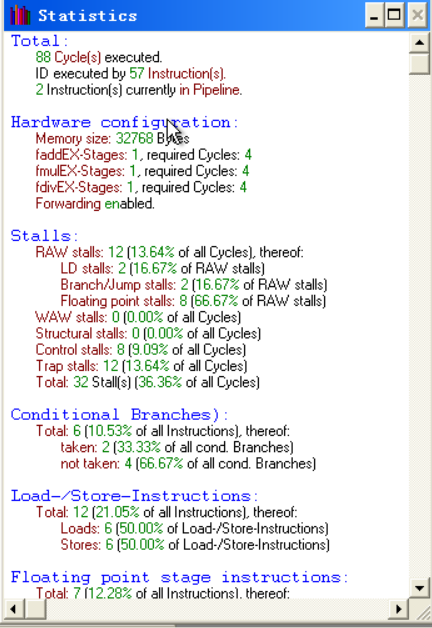 Statistics
Total:
88 Cycle(s) executed.
ID executed by 57 Instruction(s).
2 Instruction(s) currently in Pipeline.
Hardware configuration:
Memory size: 32768 Bytes
faddEX-Stages: 1, required Cycles: 4
fmulEX-Stages: 1, required Cycles: 4
fdivEX-Stages: 1, required Cycles: 4
Forwarding enabled.
Stalls:
RAW stalls: 12 (13.64% of all Cycles), thereof:
LD stalls: 2 (16.67% of RAW stalls)
Branch/Jump stalls: 2 (16.67% of RAW stalls)
Floating point stalls: 8 (66.67% of RAW stalls)
WAW stalls: 0 (0.00% of all Cycles)
Structural stalls: 0 (0.00% of all Cycles)
Control stalls: 8 (9.09% of all Cycles)
Trap stalls: 12 (13.64% of all Cycles)
Total: 32 Stall(s) (36.36% of all Cycles)
Conditional Branches):
Total: 6 (10.53% of all Instructions), thereof:
taken: 2 (33.33% of all cond. Branches)
not taken: 4 (66.67% of all cond. Branches)
Load-/Store-Instructions:
Total: 12 (21.05% of all Instructions), thereof:
Loads: 6 (50.00% of Load-/Store-Instructions)
Stores: 6 (50.00% of Load-/Store-Instructions)
Floating point stage instructions:
Total: 7 (12.28% of all Instructions), thereof: